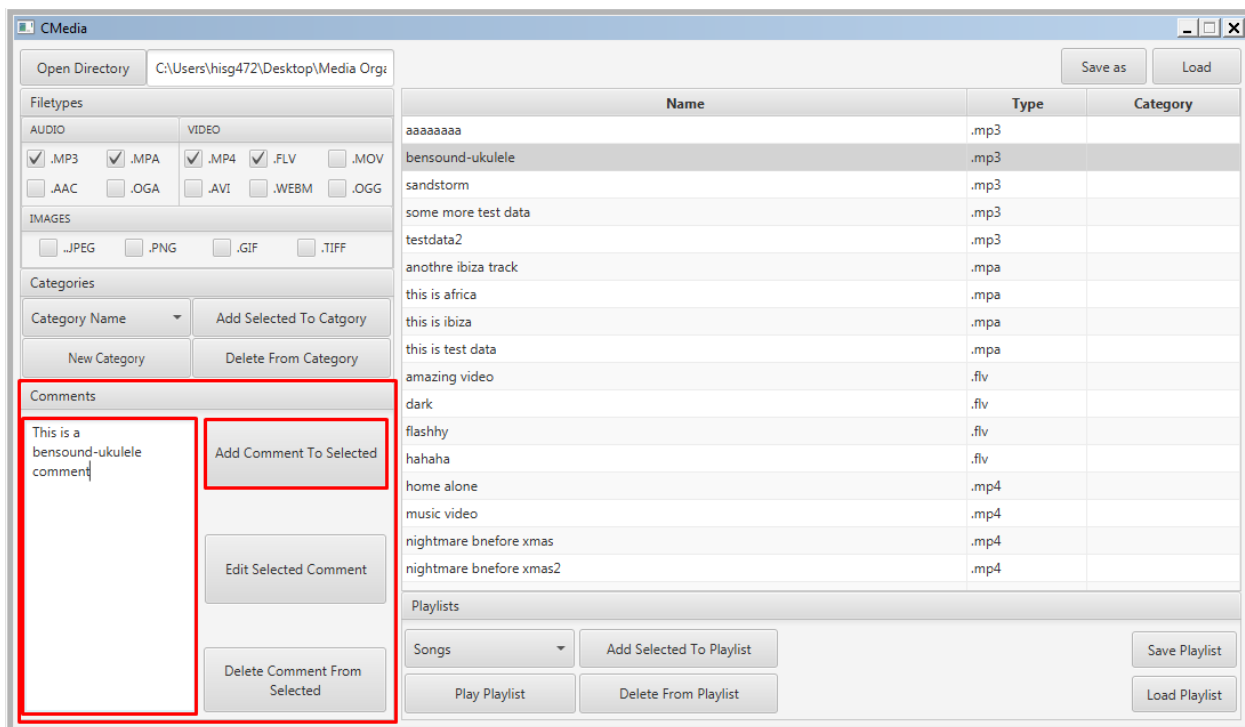 CMedia
Open Directory C:\Users\hisg472\Desktop\Media Orga Save as Load
Filetypes
AUDIO VIDEO
.MP3 .MPA .MP4 .FLV .MOV
.AAC .OGA .AVI .WEBM .OGG
IMAGES
.JPEG .PNG .GIF .TIFF
Categories
Category Name Add Selected To Catgory
New Category Delete From Category
Comments
This is a
bensound-ukulele
comment
Add Comment To Selected
Edit Selected Comment
Delete Comment From
Selected
Name Type Category
aaaaaaaa .mp3
bensound-ukulele .mp3
sandstorm .mp3
some more test data .mp3
testdata2 .mp3
anothre ibiza track .mpa
this is africa .mpa
this is ibiza .mpa
this is test data .mpa
amazing video .flv
dark .flv
flashhy .flv
hahaha .flv
home alone .mp4
music video .mp4
nightmare bnefore xmas .mp4
nightmare bnefore xmas2 .mp4
Playlists
Songs Add Selected To Playlist Save Playlist
Play Playlist Delete From Playlist Load Playlist